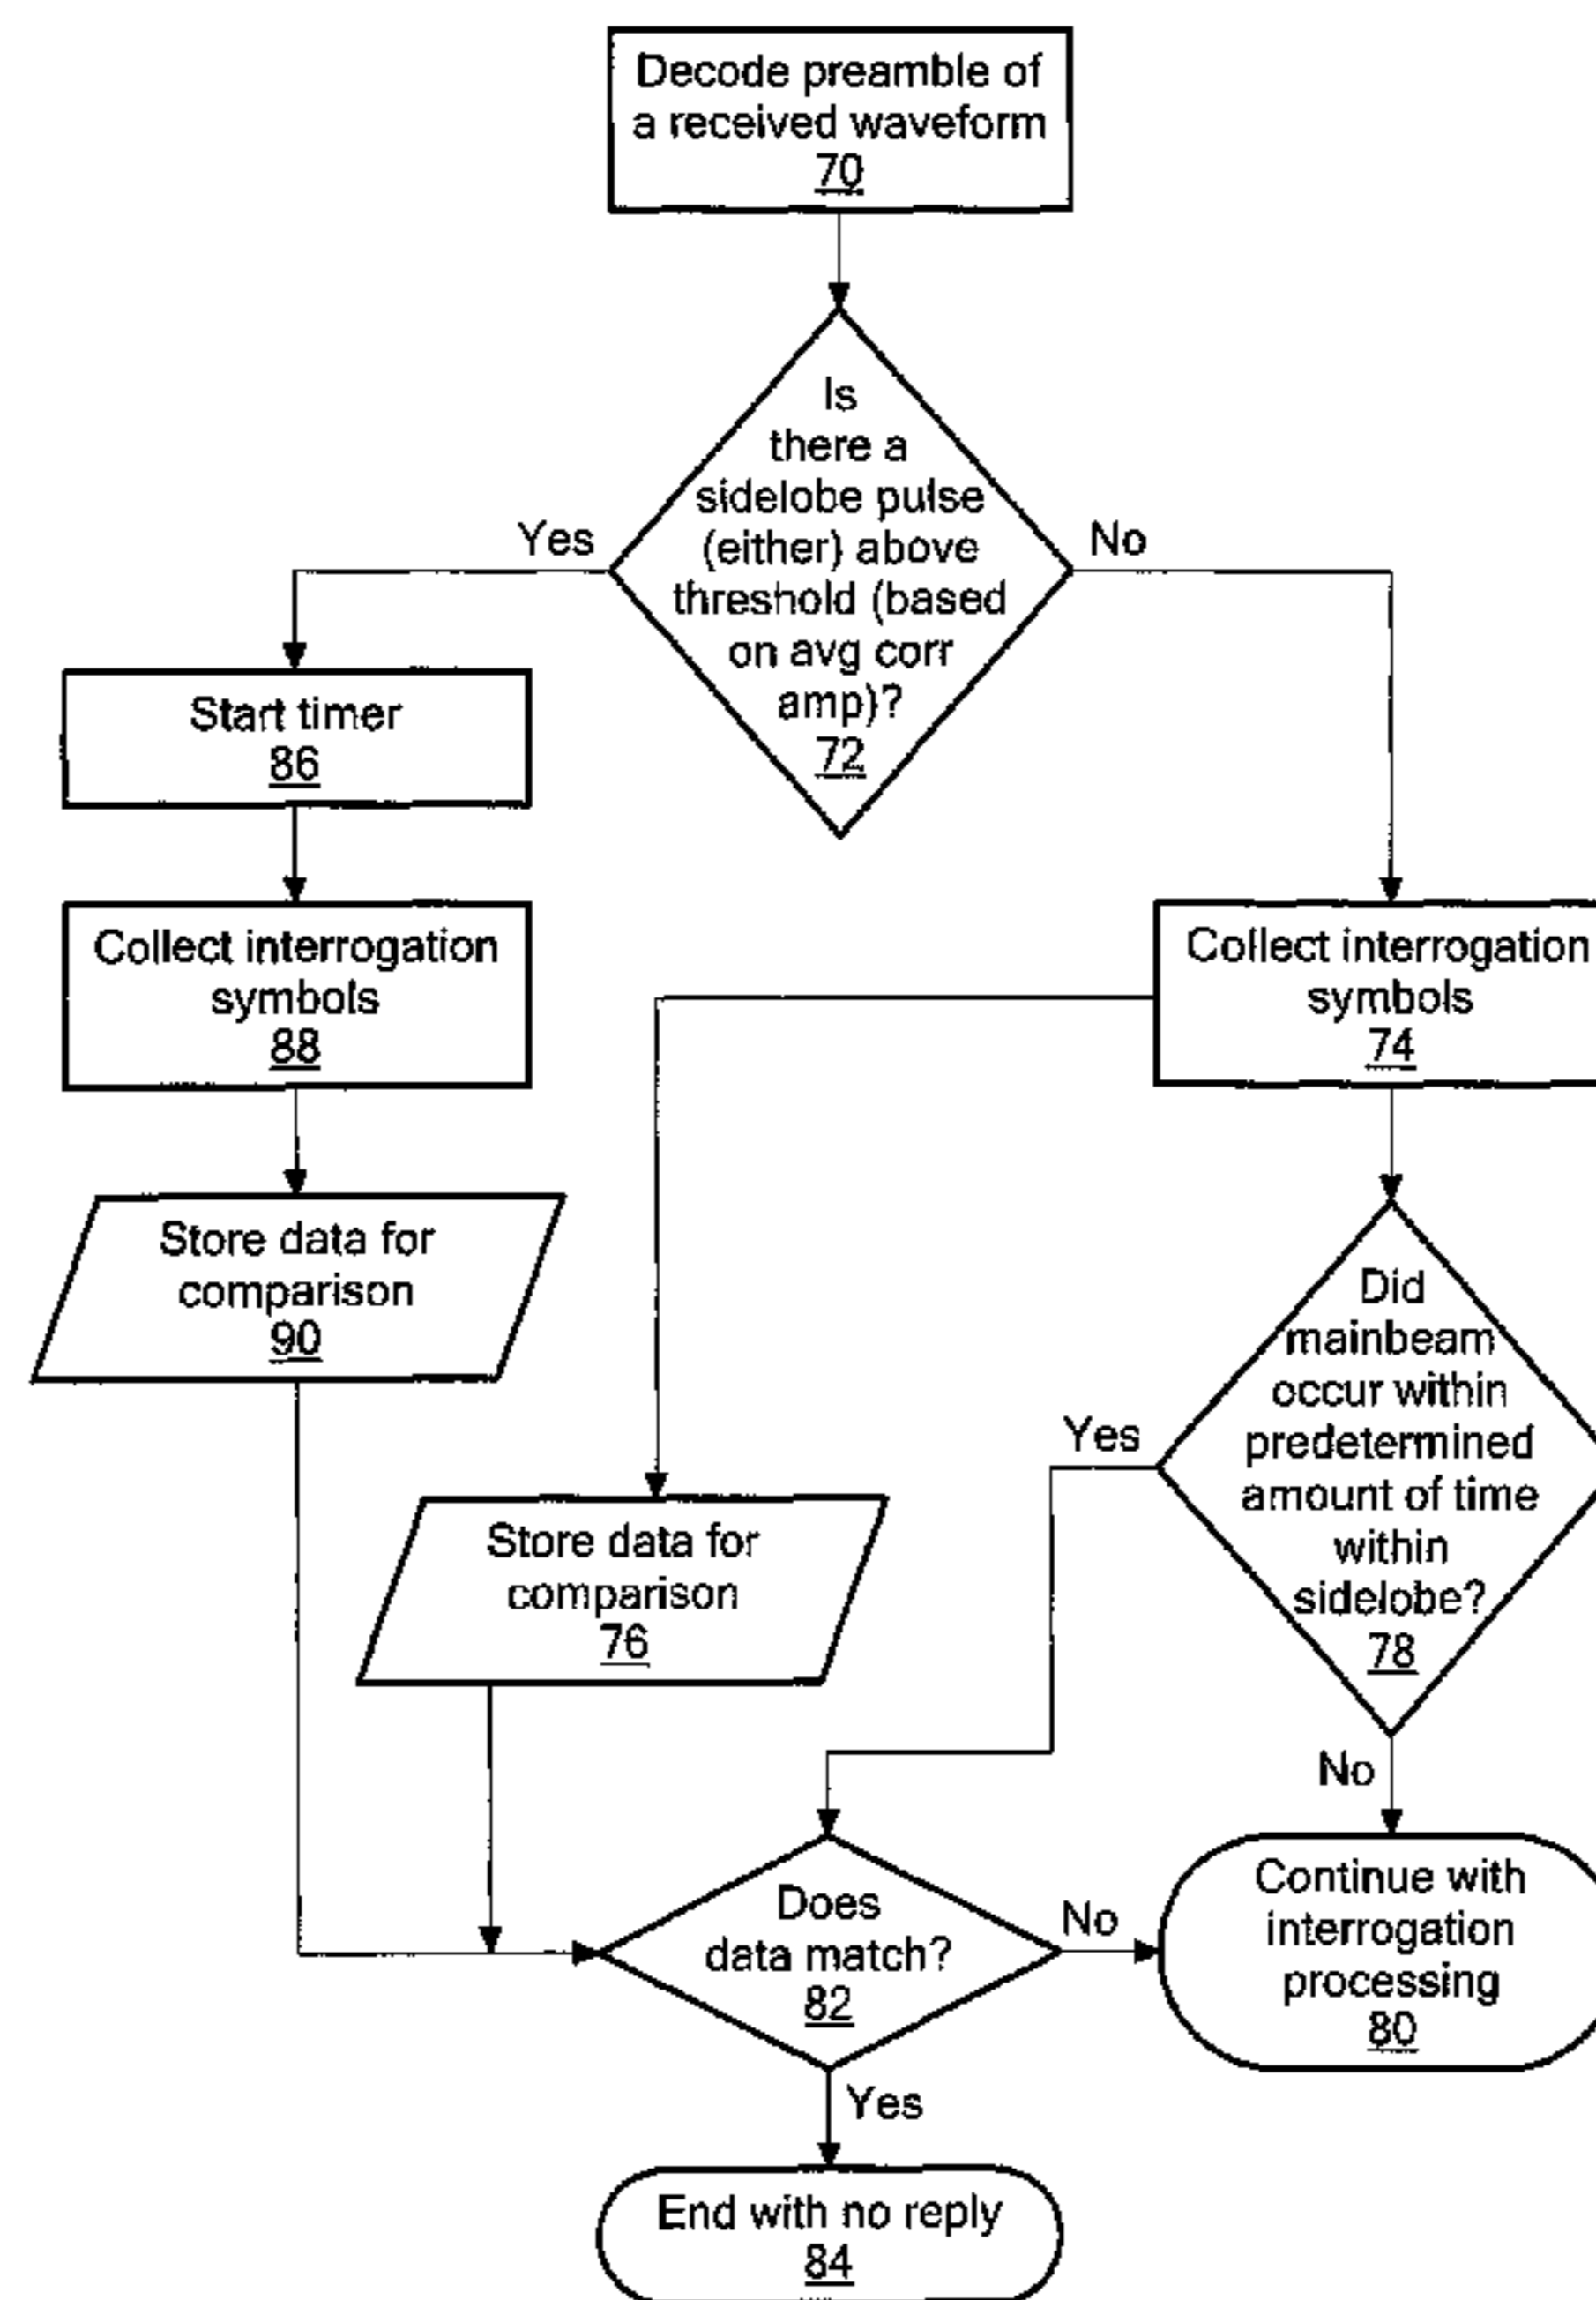 Decode preamble of
a received waveform
70
Is
there a
sidelobe pulse
(either) above
threshold (based
on avg corr
amp)?
72
Yes
No
Start timer
86
Collect interrogation
symbols
88
Collect interrogation
symbols
74
Store data for
comparison
90
Did
mainbeam
occur within
predetermined
amount of time
within
sidelobe?
78
Yes
No
Store data for
comparison
76
Does
data match?
82
No
Yes
Continue with
interrogation
processing
80
End with no reply
84